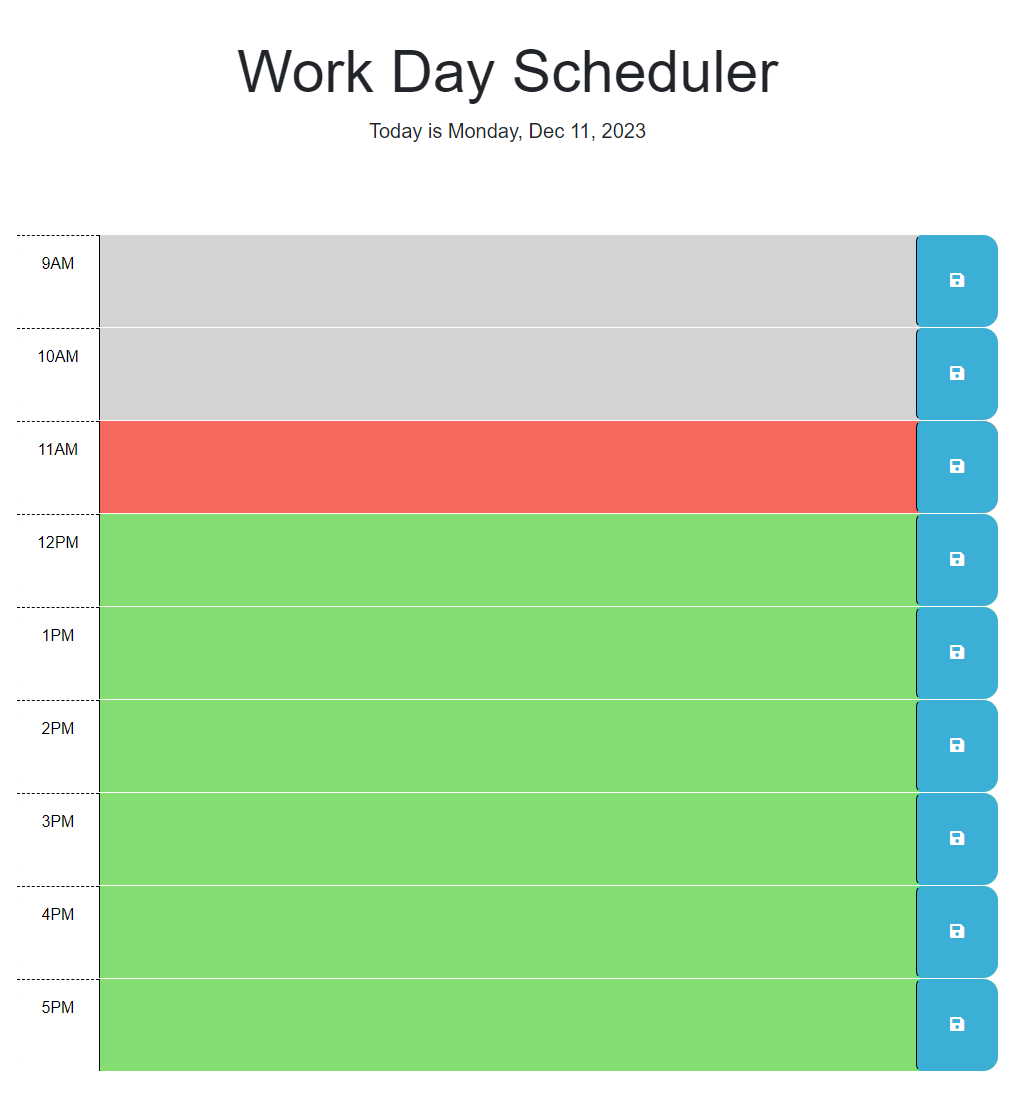 Work Day Scheduler
Today is Monday, Dec 11, 2023
9AM
10AM
11AM
12PM
1PM
2PM
3PM
4PM
5PM